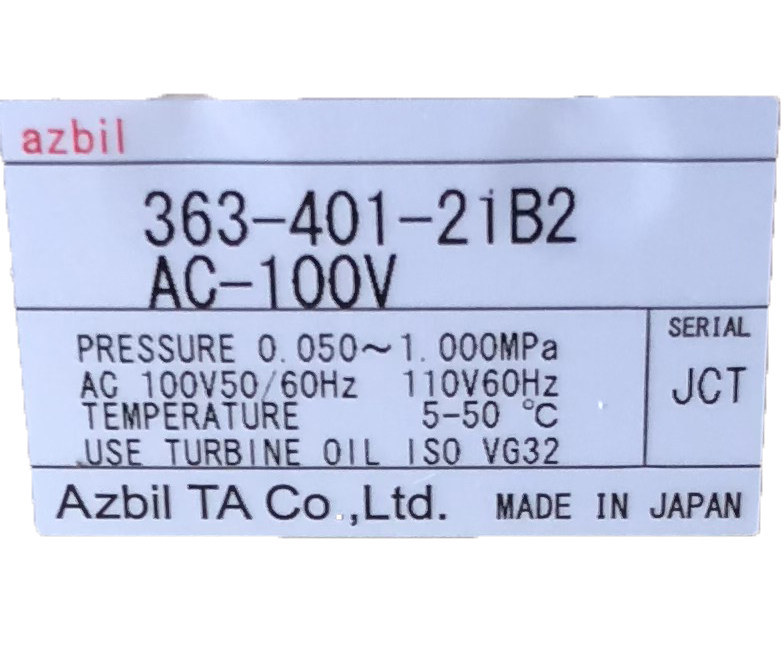 azbil
363-401-2iB2
AC-100V
PRESSURE 0.050～1.000MPa
AC 100V50/60Hz 110V60Hz
TEMPERATURE 5-50 ℃
USE TURBINE OIL ISO VG32
SERIAL
JCT
Azbil TA Co.,Ltd. MADE IN JAPAN